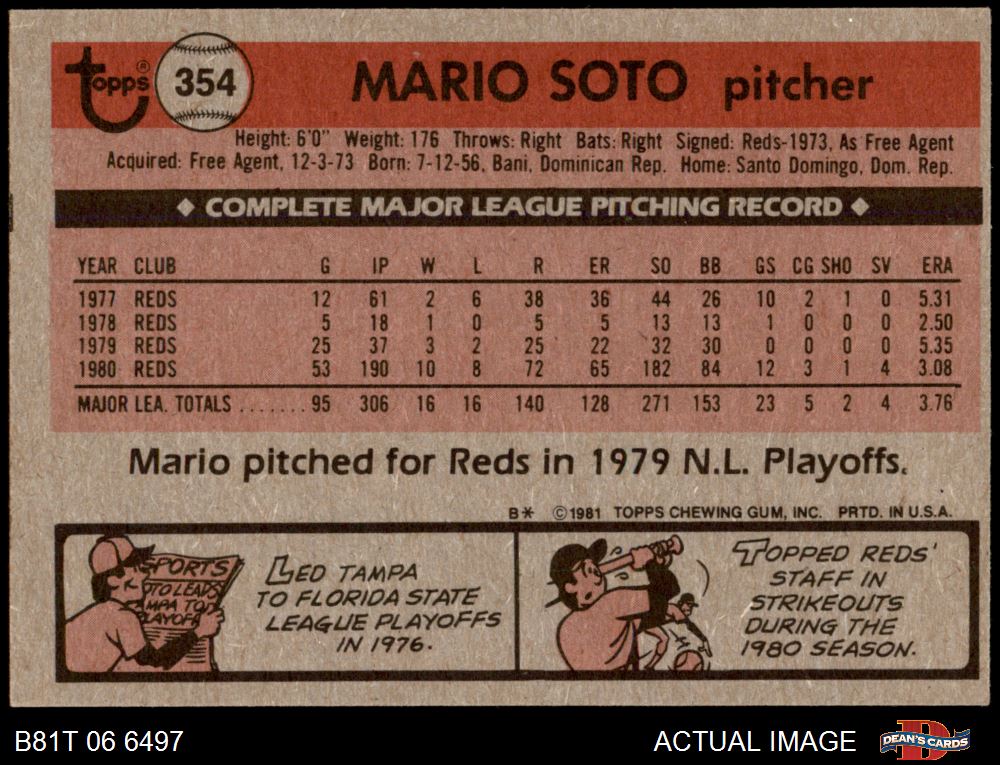 Topps® 354 MARIO SOTO pitcher
Height: 6'0" Weight: 176 Throws: Right Bats: Right Signed: Reds-1973, As Free Agent
Acquired: Free Agent, 12-3-73 Born: 7-12-56, Bani, Dominican Rep. Home: Santo Domingo, Dom. Rep.
◆ COMPLETE MAJOR LEAGUE PITCHING RECORD ◆
YEAR CLUB G IP W L R ER SO BB GS CG SHO SV ERA
1977 REDS 12 61 2 6 38 36 44 26 10 2 1 0 5.31
1978 REDS 5 18 1 0 5 5 13 13 1 0 0 0 2.50
1979 REDS 25 37 3 2 25 22 32 30 0 0 0 0 5.35
1980 REDS 53 190 10 8 72 65 182 84 12 3 1 4 3.08
MAJOR LEA. TOTALS ....... 95 306 16 16 140 128 271 153 23 5 2 4 3.76
Mario pitched for Reds in 1979 N.L. Playoffs.
B* ©1981 TOPPS CHEWING GUM, INC. PRTD. IN U.S.A.
SPORTS
SOTO LEADS
TAMPA TO
PLAYOFF
LED TAMPA
TO FLORIDA STATE
LEAGUE PLAYOFFS
IN 1976.
TOPPED REDS'
STAFF IN
STRIKEOUTS
DURING THE
1980 SEASON.
B81T 06 6497 ACTUAL IMAGE DEAN'S CARDS